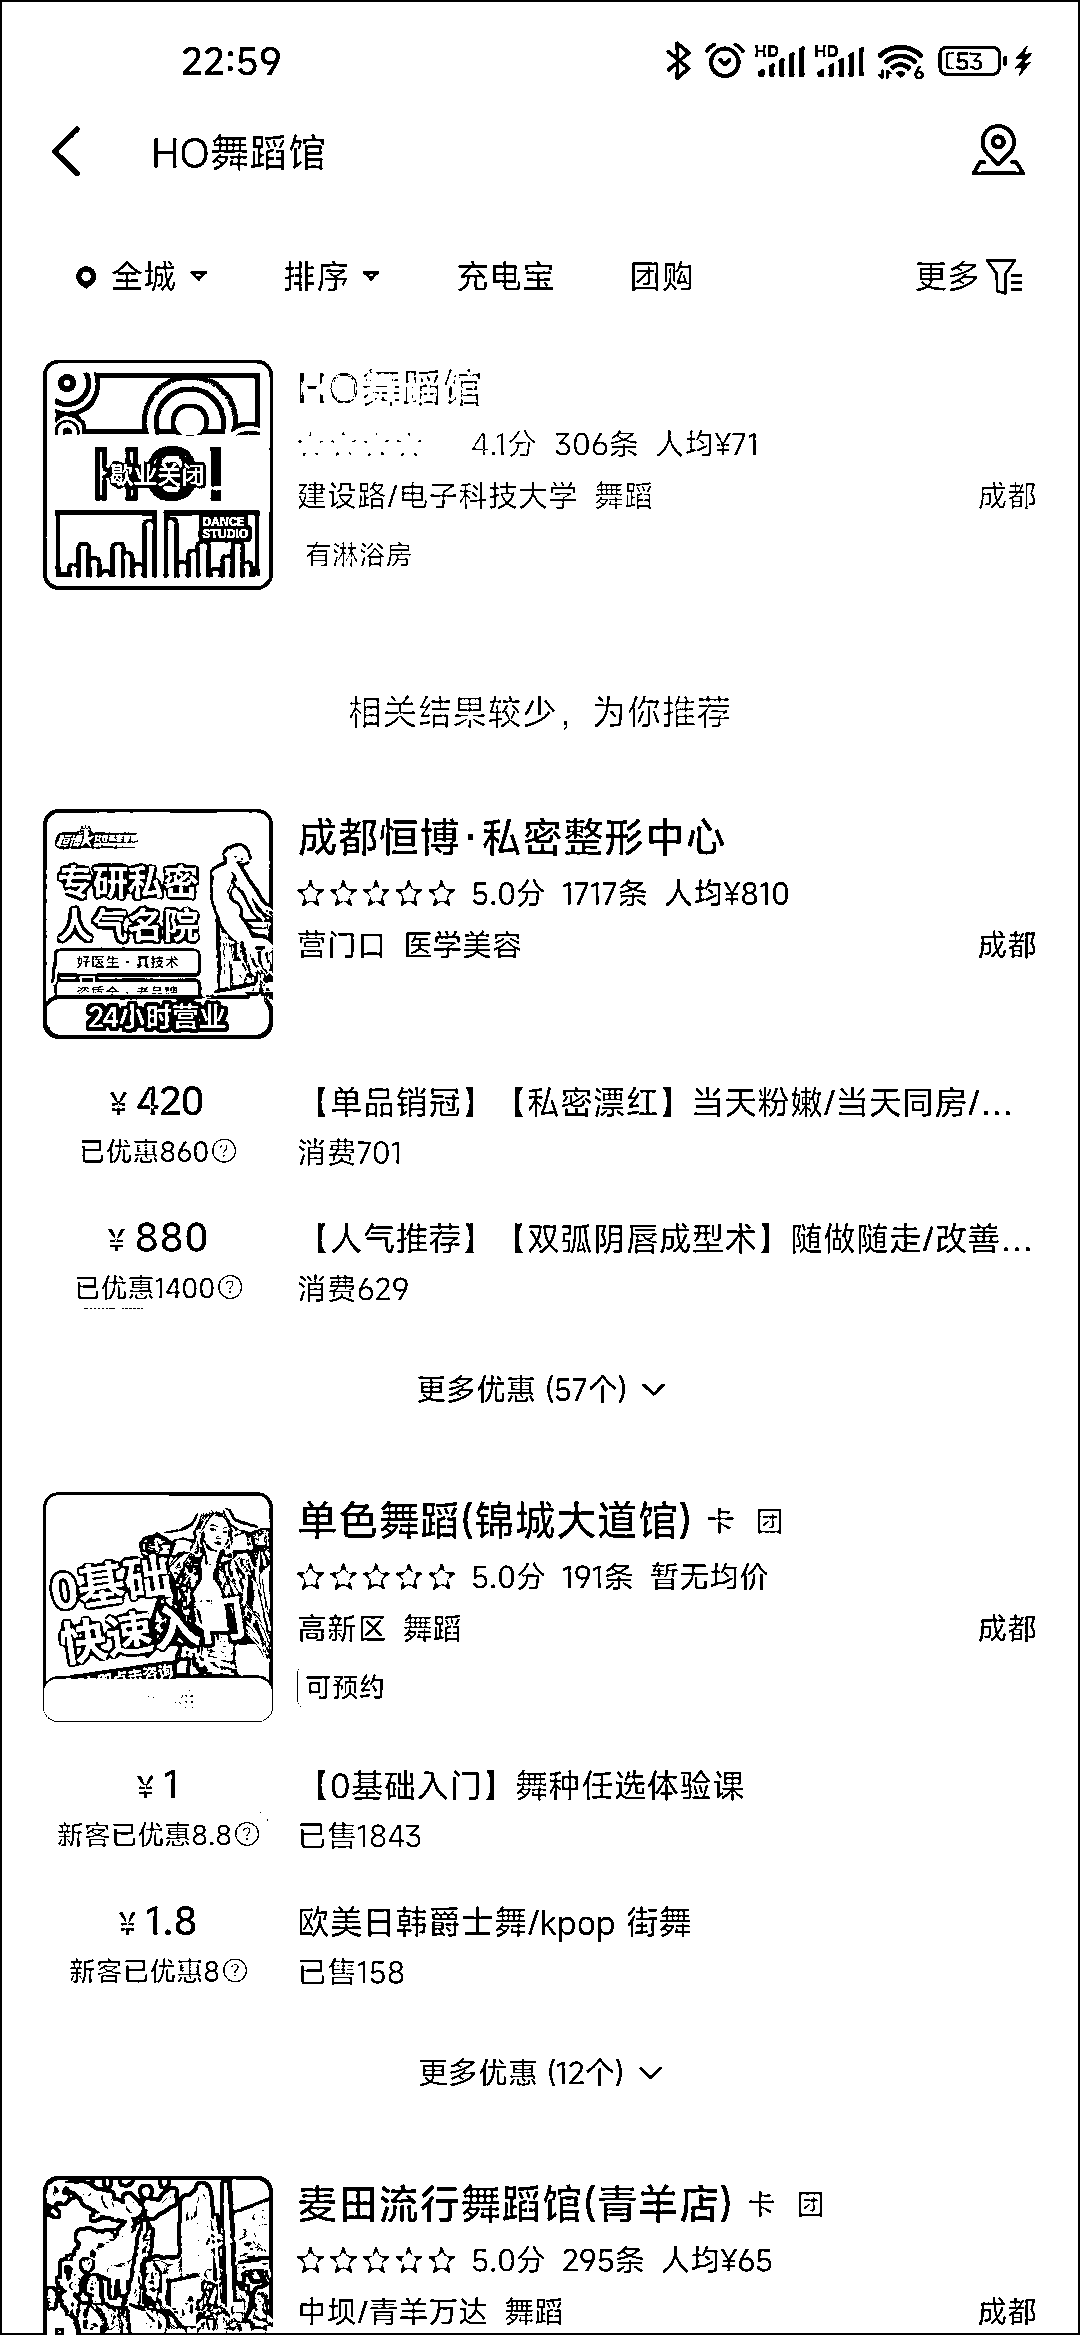 22:59
HD HD 6 53
HO舞蹈馆
全城 排序 充电宝 团购 更多
HO舞蹈馆
4.1分 306条 人均¥71
建设路/电子科技大学 舞蹈 成都
有淋浴房
HO!
歇业关闭
DANCE
STUDIO
相关结果较少，为你推荐
成都恒博·私密整形中心
5.0分 1717条 人均¥810
营门口 医学美容 成都
专研私密
人气名院
好医生·真技术
24小时营业
¥420 【单品销冠】【私密漂红】当天粉嫩/当天同房/...
已优惠860? 消费701
¥880 【人气推荐】【双弧阴唇成型术】随做随走/改善...
已优惠1400? 消费629
更多优惠 (57个)
单色舞蹈(锦城大道馆) 卡 团
5.0分 191条 暂无均价
高新区 舞蹈 成都
可预约
0基础
快速入门
¥1 【0基础入门】舞种任选体验课
新客已优惠8.8? 已售1843
¥1.8 欧美日韩爵士舞/kpop 街舞
新客已优惠8? 已售158
更多优惠 (12个)
麦田流行舞蹈馆(青羊店) 卡 团
5.0分 295条 人均¥65
中坝/青羊万达 舞蹈 成都